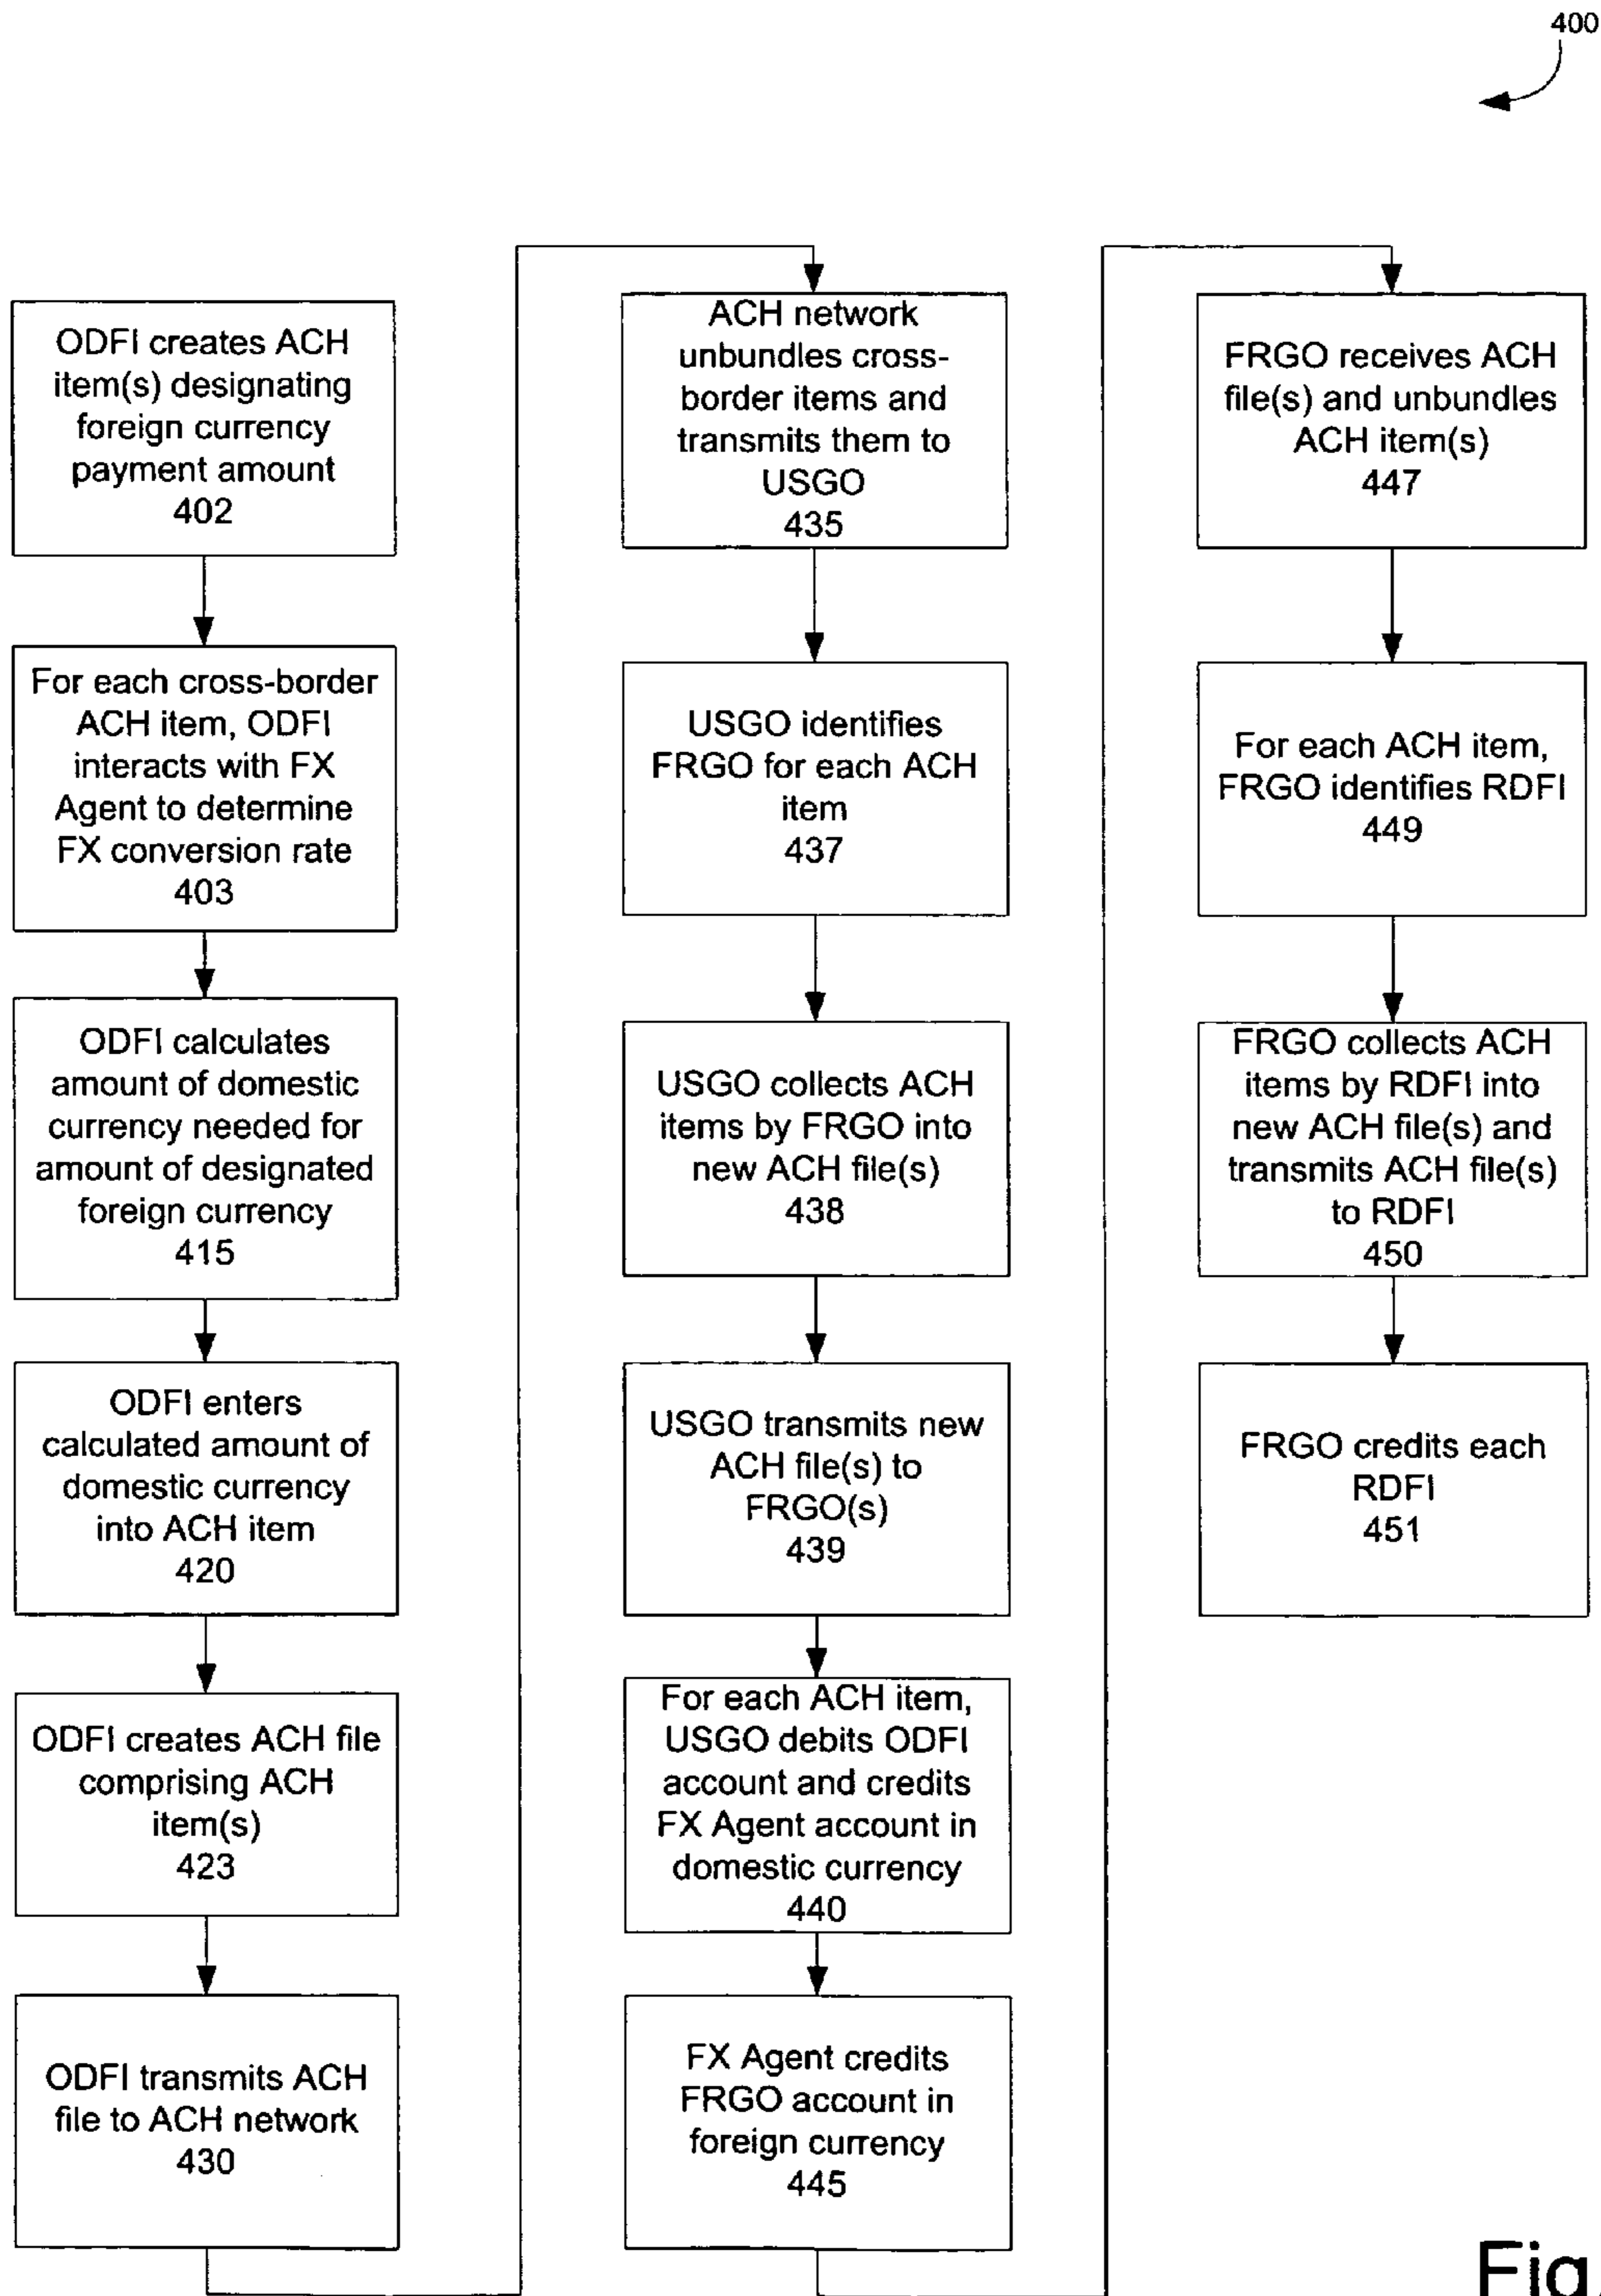 400
ODFI creates ACH
item(s) designating
foreign currency
payment amount
402
For each cross-border
ACH item, ODFI
interacts with FX
Agent to determine
FX conversion rate
403
ODFI calculates
amount of domestic
currency needed for
amount of designated
foreign currency
415
ODFI enters
calculated amount of
domestic currency
into ACH item
420
ODFI creates ACH file
comprising ACH
item(s)
423
ODFI transmits ACH
file to ACH network
430
ACH network
unbundles cross-
border items and
transmits them to
USGO
435
USGO identifies
FRGO for each ACH
item
437
USGO collects ACH
items by FRGO into
new ACH file(s)
438
USGO transmits new
ACH file(s) to
FRGO(s)
439
For each ACH item,
USGO debits ODFI
account and credits
FX Agent account in
domestic currency
440
FX Agent credits
FRGO account in
foreign currency
445
FRGO receives ACH
file(s) and unbundles
ACH item(s)
447
For each ACH item,
FRGO identifies RDFI
449
FRGO collects ACH
items by RDFI into
new ACH file(s) and
transmits ACH file(s)
to RDFI
450
FRGO credits each
RDFI
451
Fig.